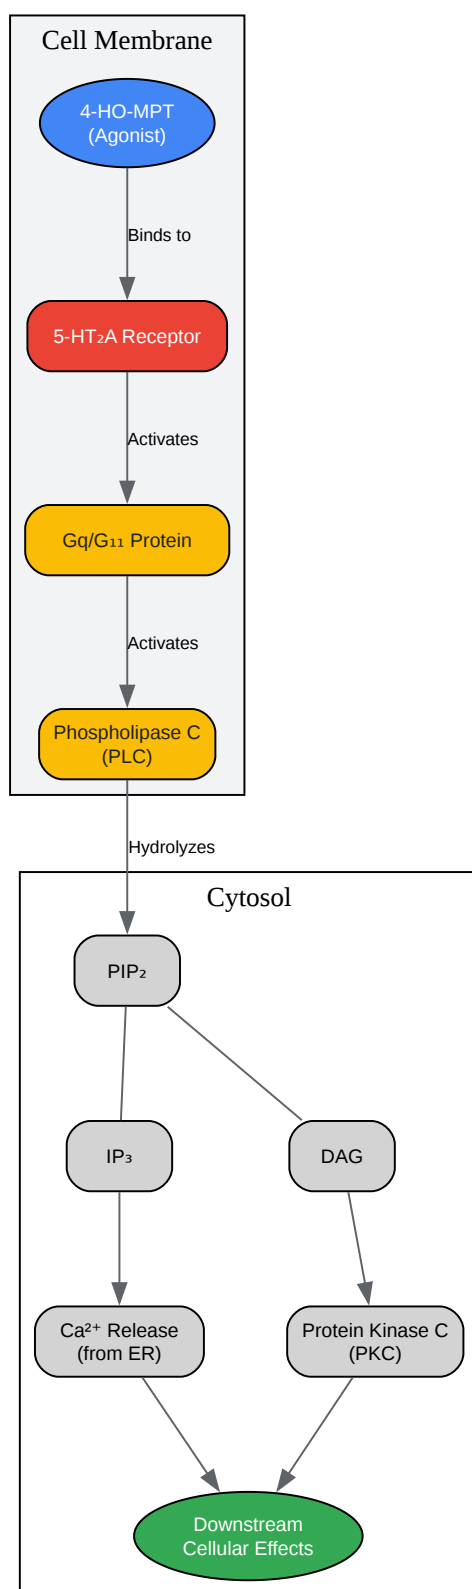 Cell Membrane
4-HO-MPT
(Agonist)
Binds to
5-HT₂A Receptor
Activates
Gq/G₁₁ Protein
Activates
Phospholipase C
(PLC)
Hydrolyzes
Cytosol
PIP₂
IP₃
DAG
Ca²⁺ Release
(from ER)
Protein Kinase C
(PKC)
Downstream
Cellular Effects